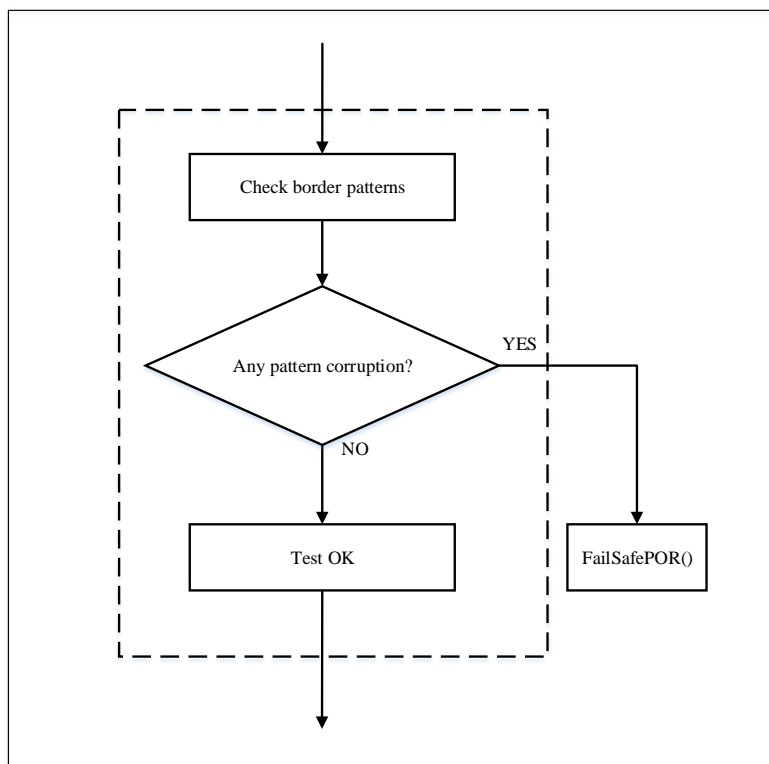 Check border patterns
Any pattern corruption?
YES
NO
Test OK
FailSafePOR()